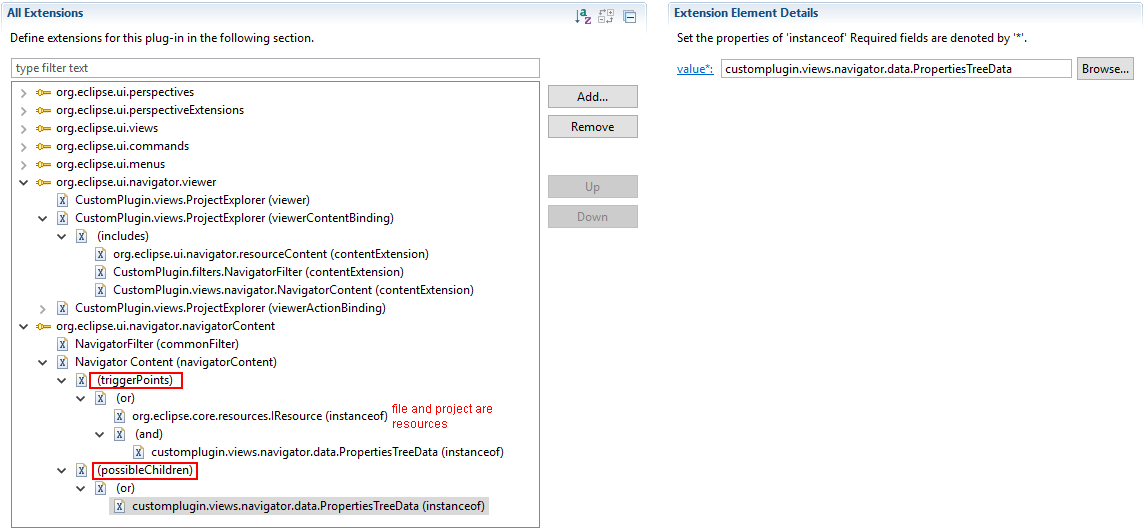 All Extensions
Define extensions for this plug-in in the following section.
type filter text
org.eclipse.ui.perspectives
org.eclipse.ui.perspectiveExtensions
org.eclipse.ui.views
org.eclipse.ui.commands
org.eclipse.ui.menus
org.eclipse.ui.navigator.viewer
CustomPlugin.views.ProjectExplorer (viewer)
CustomPlugin.views.ProjectExplorer (viewerContentBinding)
(includes)
org.eclipse.ui.navigator.resourceContent (contentExtension)
CustomPlugin.filters.NavigatorFilter (contentExtension)
CustomPlugin.views.navigator.NavigatorContent (contentExtension)
CustomPlugin.views.ProjectExplorer (viewerActionBinding)
org.eclipse.ui.navigator.navigatorContent
NavigatorFilter (commonFilter)
Navigator Content (navigatorContent)
(triggerPoints)
(or)
org.eclipse.core.resources.IResource (instanceof)
file and project are
resources
(and)
customplugin.views.navigator.data.PropertiesTreeData (instanceof)
(possibleChildren)
(or)
customplugin.views.navigator.data.PropertiesTreeData (instanceof)
Add...
Remove
Up
Down
Extension Element Details
Set the properties of 'instanceof' Required fields are denoted by '*'.
value*: customplugin.views.navigator.data.PropertiesTreeData Browse...